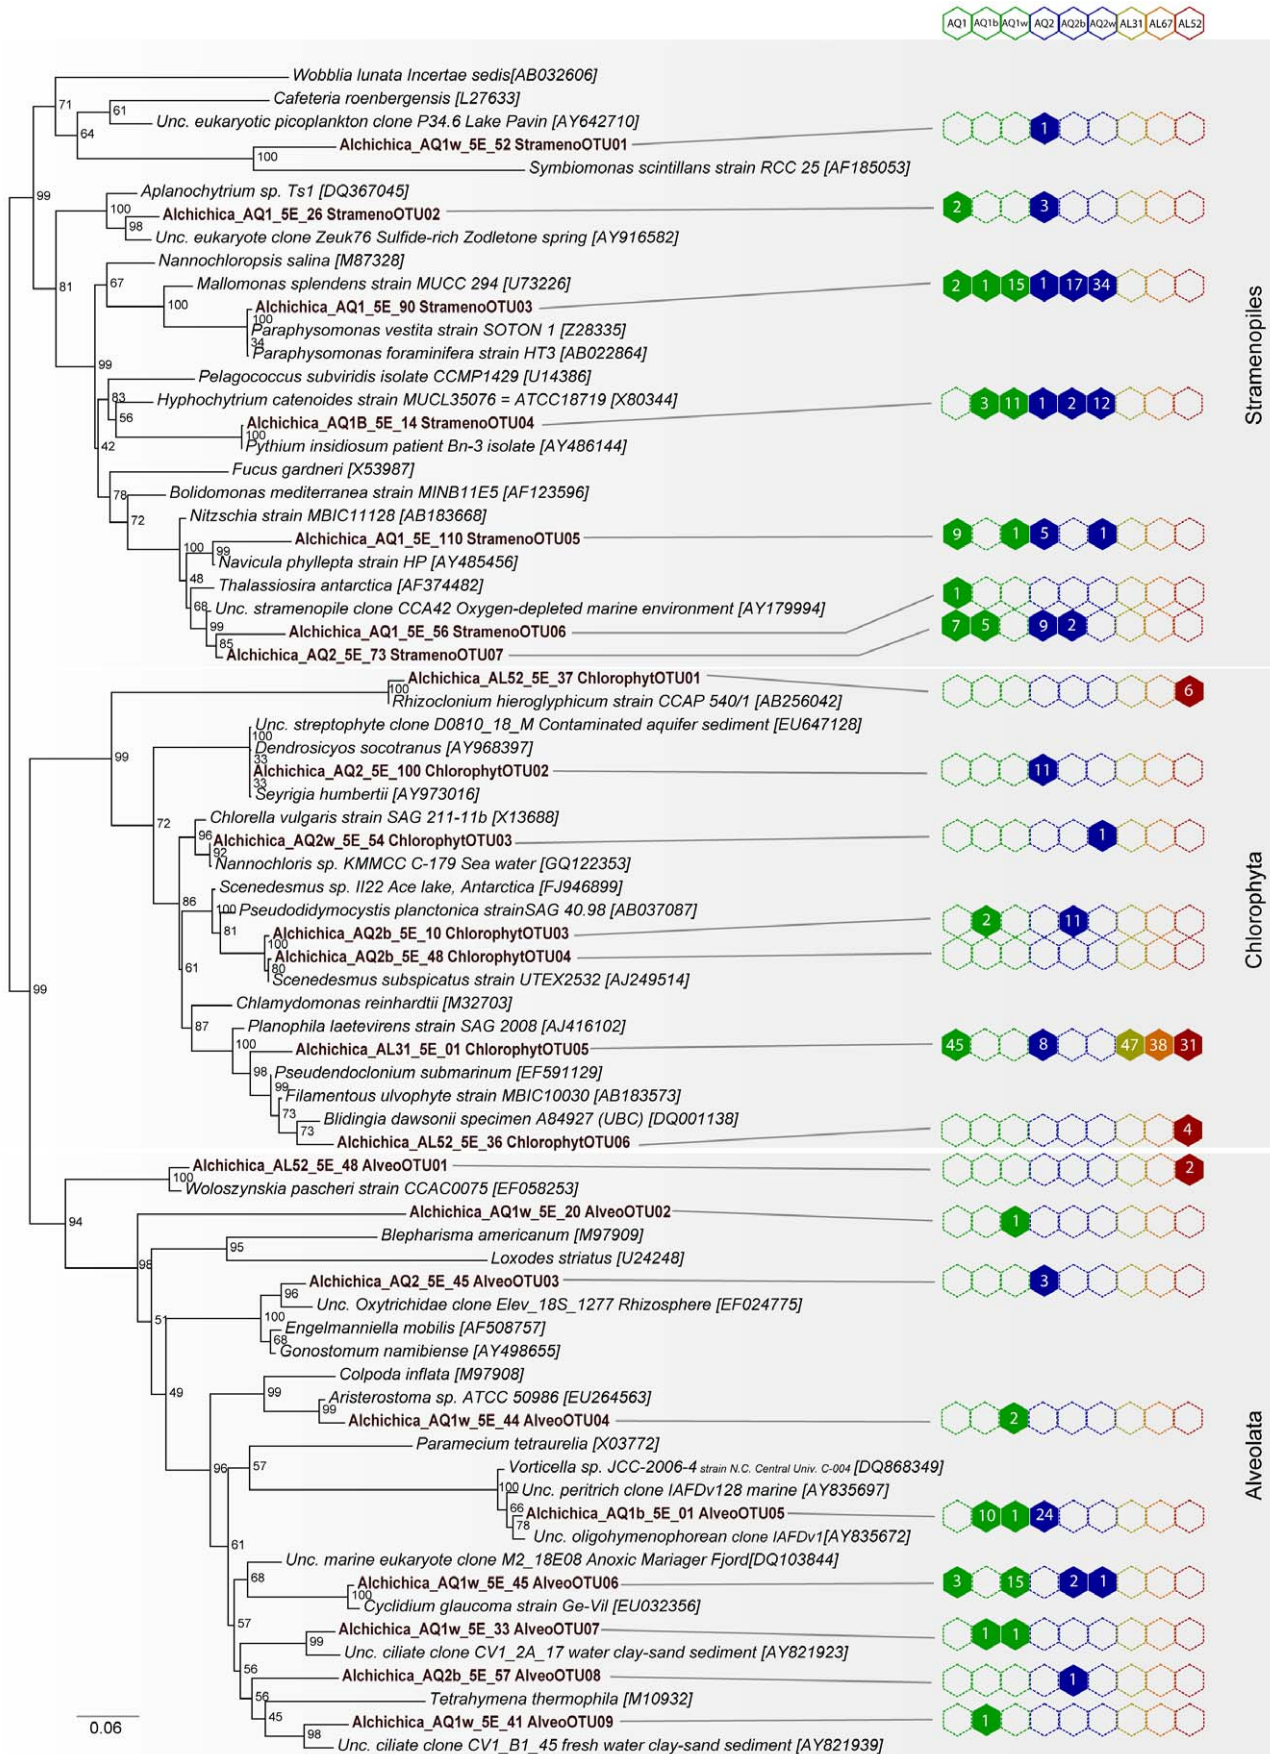 AQ1 AQ1b AQ1w AQ2 AQ2b AQ2w AL31 AL67 AL52
Wobblia lunata Incertae sedis[AB032606]
71
Cafeteria roenbergensis [L27633]
61
Unc. eukaryotic picoplankton clone P34.6 Lake Pavin [AY642710]
64
1
Alchichica_AQ1w_5E_52 StramenoOTU01
100
Symbiomonas scintillans strain RCC 25 [AF185053]
99
Aplanochytrium sp. Ts1 [DQ367045]
100
Alchichica_AQ1_5E_26 StramenoOTU02
2 3
98
Unc. eukaryote clone Zeuk76 Sulfide-rich Zodletone spring [AY916582]
Nannochloropsis salina [M87328]
81
67
Mallomonas splendens strain MUCC 294 [U73226]
2 1 15 1 17 34
100
Alchichica_AQ1_5E_90 StramenoOTU03
100
Paraphysomonas vestita strain SOTON 1 [Z28335]
34
Paraphysomonas foraminifera strain HT3 [AB022864]
99
Pelagococcus subviridis isolate CCMP1429 [U14386]
83
Hyphochytrium catenoides strain MUCL35076 = ATCC18719 [X80344]
3 11 1 2 12
56
Alchichica_AQ1B_5E_14 StramenoOTU04
100
Pythium insidiosum patient Bn-3 isolate [AY486144]
42
Fucus gardneri [X53987]
78
Bolidomonas mediterranea strain MINB11E5 [AF123596]
72
Nitzschia strain MBIC11128 [AB183668]
Alchichica_AQ1_5E_110 StramenoOTU05
9 1 5 1
100
99
Navicula phyllepta strain HP [AY485456]
48
Thalassiosira antarctica [AF374482]
1
68
Unc. stramenopile clone CCA42 Oxygen-depleted marine environment [AY179994]
99
Alchichica_AQ1_5E_56 StramenoOTU06
7 5 9 2
85
Alchichica_AQ2_5E_73 StramenoOTU07
Stramenopiles
Alchichica_AL52_5E_37 ChlorophytOTU01
6
100
Rhizoclonium hieroglyphicum strain CCAP 540/1 [AB256042]
Unc. streptophyte clone D0810_18_M Contaminated aquifer sediment [EU647128]
100
Dendrosicyos socotranus [AY968397]
99
33
Alchichica_AQ2_5E_100 ChlorophytOTU02
11
33
Seyrigia humbertii [AY973016]
Chlorella vulgaris strain SAG 211-11b [X13688]
72
96
Alchichica_AQ2w_5E_54 ChlorophytOTU03
1
92
Nannochloris sp. KMMCC C-179 Sea water [GQ122353]
Scenedesmus sp. II22 Ace lake, Antarctica [FJ946899]
86
100
Pseudodidymocystis planctonica strainSAG 40.98 [AB037087]
2 11
81
Alchichica_AQ2b_5E_10 ChlorophytOTU03
100
Alchichica_AQ2b_5E_48 ChlorophytOTU04
61
80
Scenedesmus subspicatus strain UTEX2532 [AJ249514]
99
Chlamydomonas reinhardtii [M32703]
87
Planophila laetevirens strain SAG 2008 [AJ416102]
100
Alchichica_AL31_5E_01 ChlorophytOTU05
45 8 47 38 31
98
Pseudendoclonium submarinum [EF591129]
99
Filamentous ulvophyte strain MBIC10030 [AB183573]
73
Blidingia dawsonii specimen A84927 (UBC) [DQ001138]
73
4
Alchichica_AL52_5E_36 ChlorophytOTU06
Chlorophyta
Alchichica_AL52_5E_48 AlveoOTU01
2
100
Woloszynskia pascheri strain CCAC0075 [EF058253]
94
Alchichica_AQ1w_5E_20 AlveoOTU02
1
Blepharisma americanum [M97909]
95
Loxodes striatus [U24248]
98
Alchichica_AQ2_5E_45 AlveoOTU03
3
96
Unc. Oxytrichidae clone Elev_18S_1277 Rhizosphere [EF024775]
51
100
Engelmanniella mobilis [AF508757]
68
Gonostomum namibiense [AY498655]
Colpoda inflata [M97908]
49
99
Aristerostoma sp. ATCC 50986 [EU264563]
99
Alchichica_AQ1w_5E_44 AlveoOTU04
2
Paramecium tetraurelia [X03772]
96
57
Vorticella sp. JCC-2006-4 strain N.C. Central Univ. C-004 [DQ868349]
100
Unc. peritrich clone IAFDv128 marine [AY835697]
66
Alchichica_AQ1b_5E_01 AlveoOTU05
10 1 24
78
Unc. oligohymenophorean clone IAFDv1[AY835672]
61
Unc. marine eukaryote clone M2_18E08 Anoxic Mariager Fjord[DQ103844]
68
Alchichica_AQ1w_5E_45 AlveoOTU06
3 15 2 1
100
Cyclidium glaucoma strain Ge-Vil [EU032356]
57
Alchichica_AQ1w_5E_33 AlveoOTU07
1 1
99
Unc. ciliate clone CV1_2A_17 water clay-sand sediment [AY821923]
56
Alchichica_AQ2b_5E_57 AlveoOTU08
1
56
Tetrahymena thermophila [M10932]
45
Alchichica_AQ1w_5E_41 AlveoOTU09
1
98
Unc. ciliate clone CV1_B1_45 fresh water clay-sand sediment [AY821939]
Alveolata
0.06